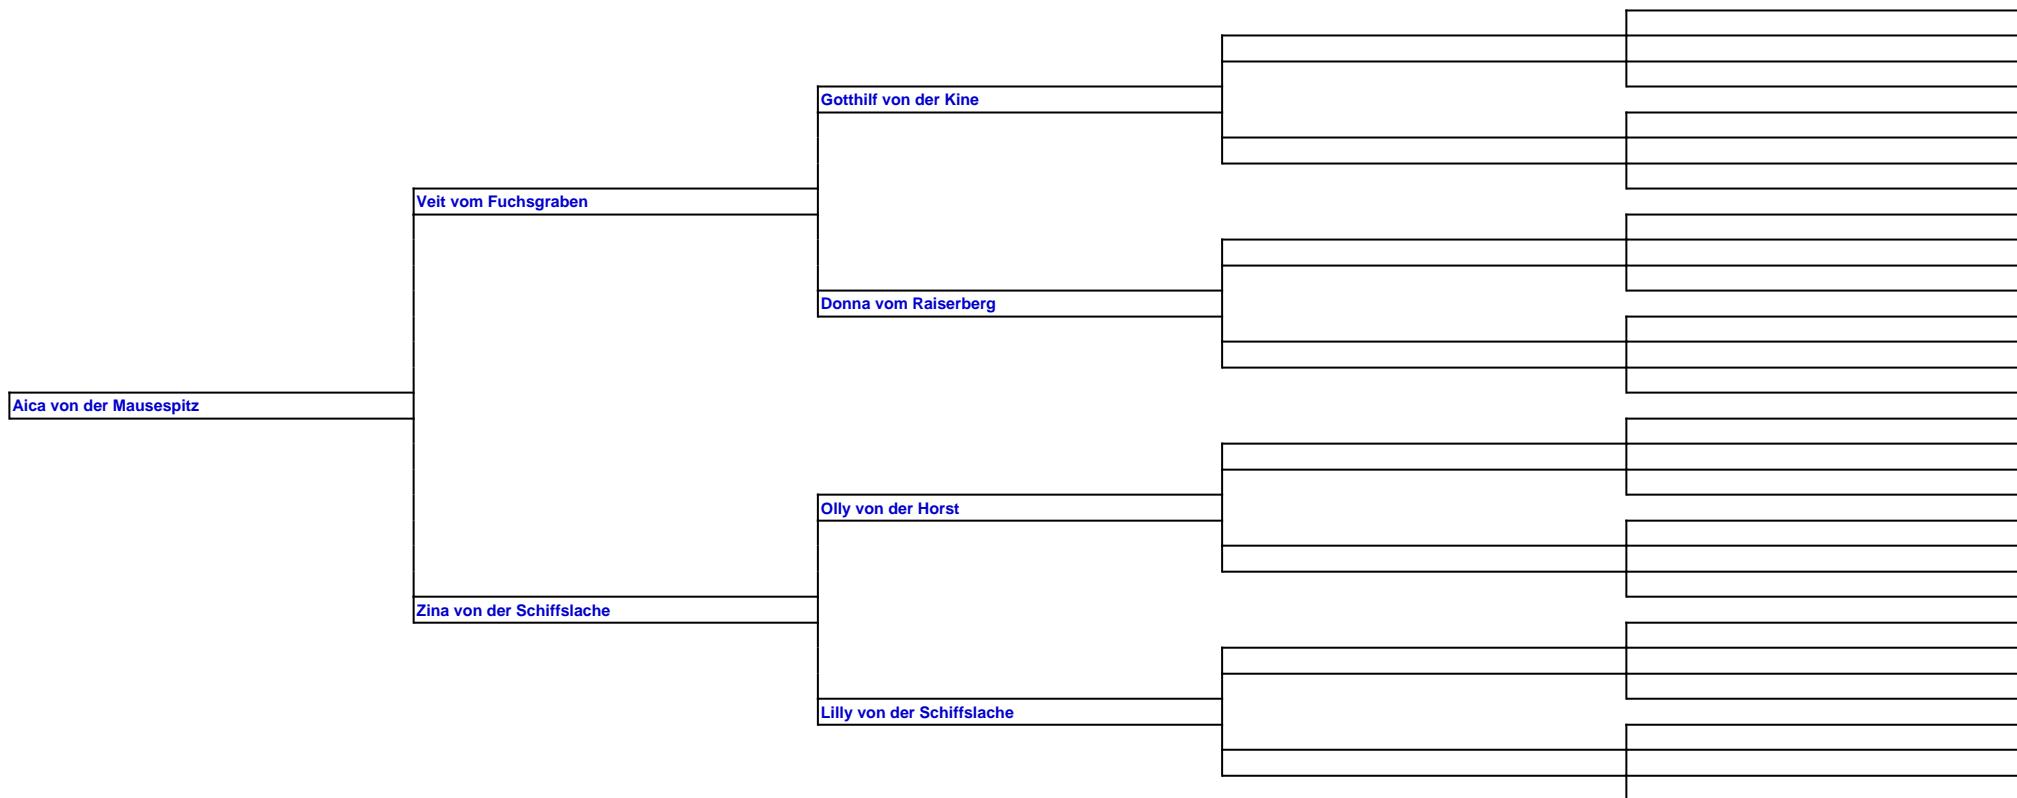 Gotthilf von der Kine
Veit vom Fuchsgraben
Donna vom Raiserberg
Aica von der Mausespitz
Olly von der Horst
Zina von der Schiffslache
Lilly von der Schiffslache